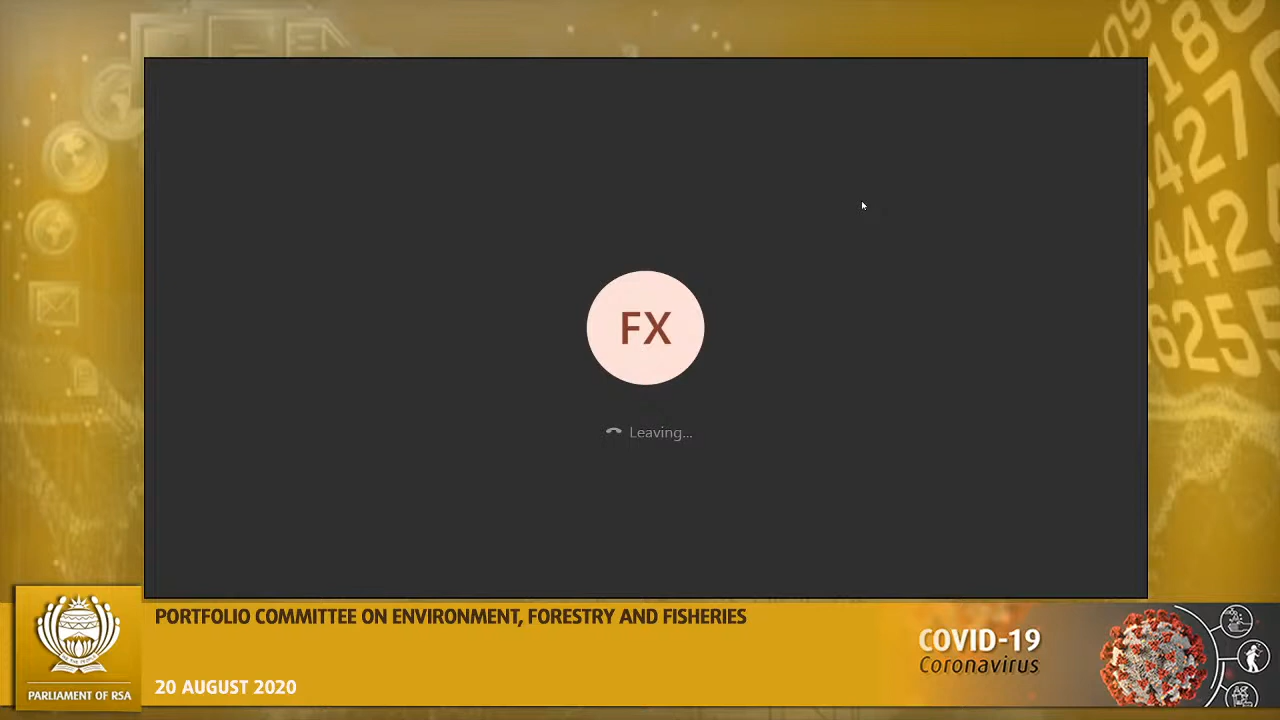 FX
Leaving...
PORTFOLIO COMMITTEE ON ENVIRONMENT, FORESTRY AND FISHERIES
COVID-19
Coronavirus
PARLIAMENT OF RSA
20 AUGUST 2020